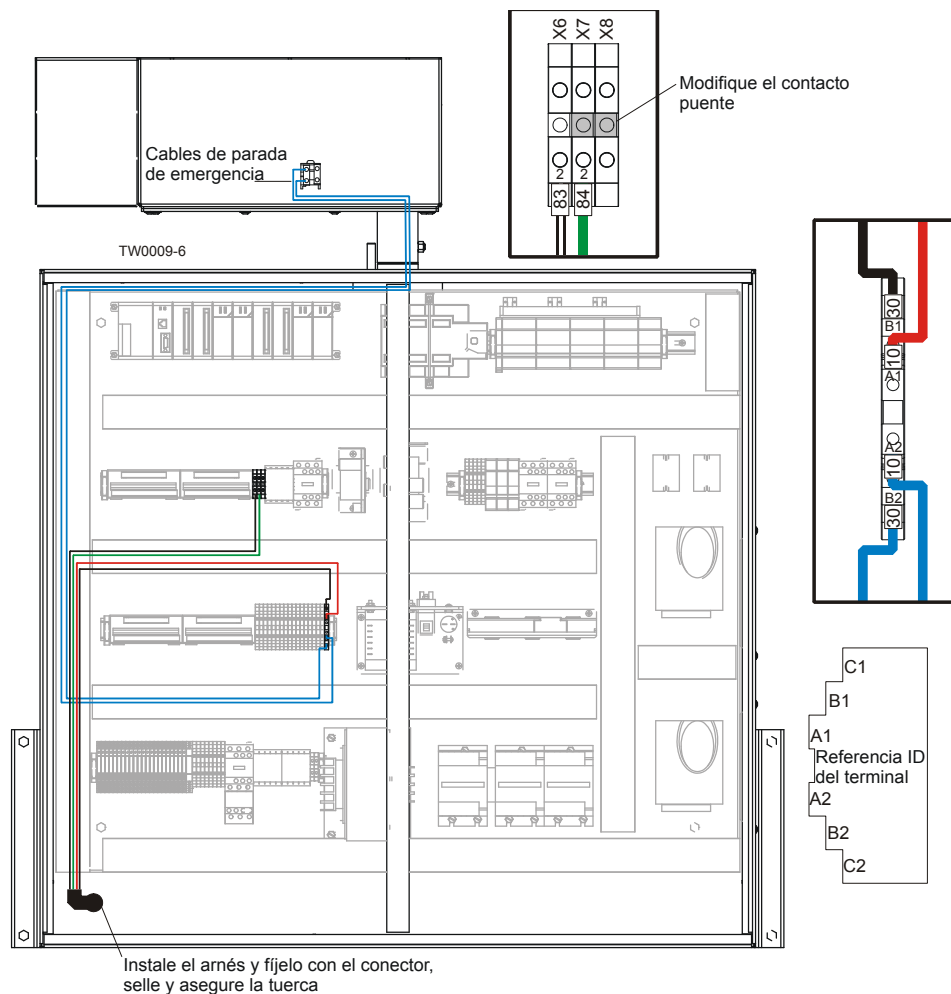 X6
X7
X8
Modifique el contacto
puente
2
2
83
84
Cables de parada
de emergencia
TW0009-6
30
B1
10
A1
A2
10
B2
30
C1
B1
A1
Referencia ID
del terminal
A2
B2
C2
Instale el arnés y fíjelo con el conector,
selle y asegure la tuerca